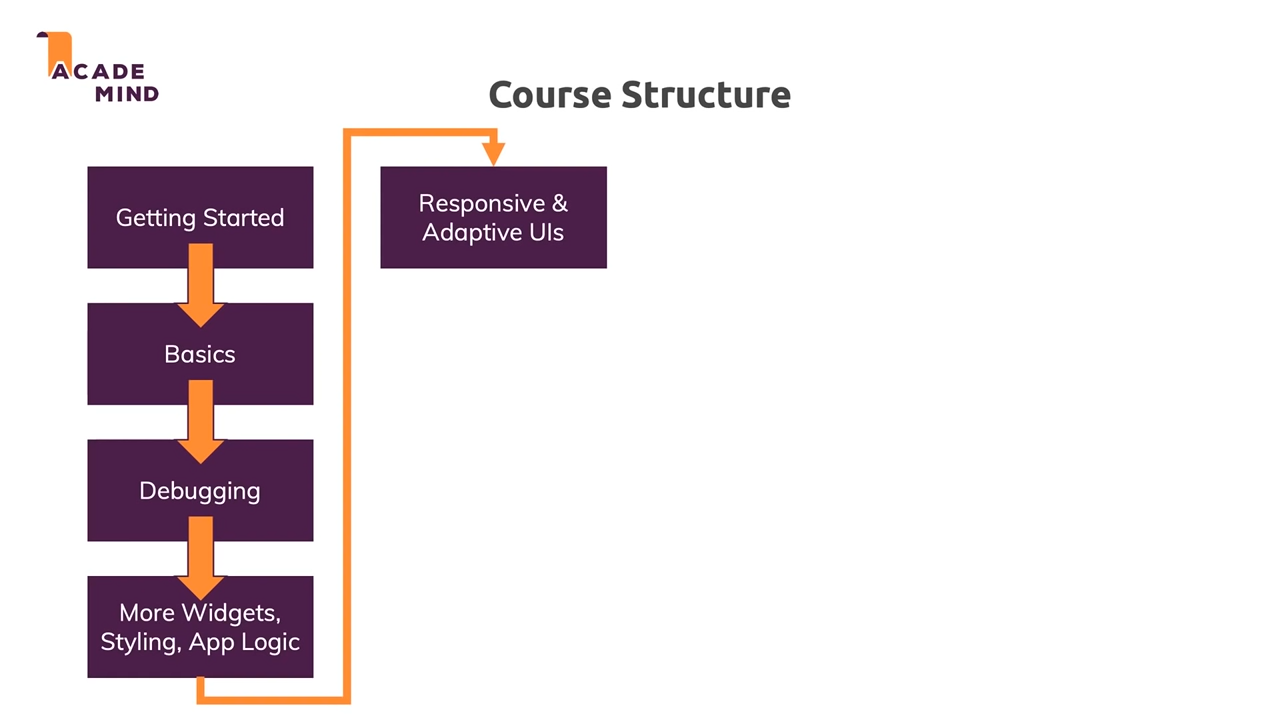 ACADE
MIND
Course Structure
Getting Started
Basics
Debugging
More Widgets,
Styling, App Logic
Responsive &
Adaptive UIs